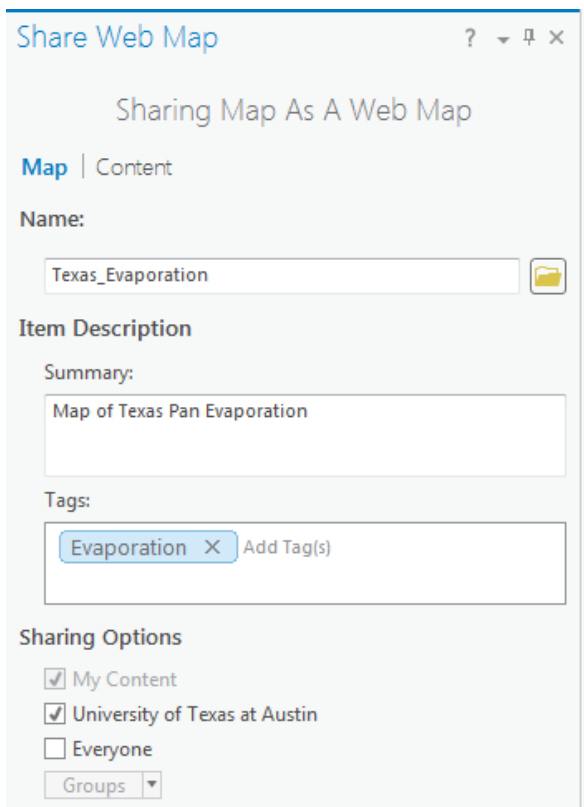 Share Web Map ?
Sharing Map As A Web Map
Map | Content
Name:
Texas_Evaporation
Item Description
Summary:
Map of Texas Pan Evaporation
Tags:
Evaporation × Add Tag(s)
Sharing Options
My Content
University of Texas at Austin
Everyone
Groups